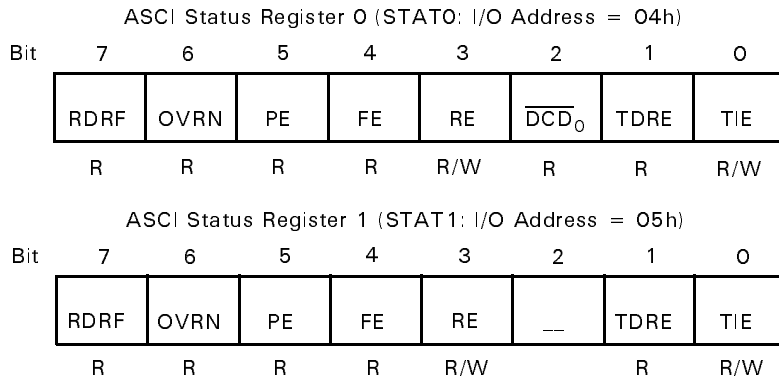 ASCI Status Register 0 (STAT0: I/O Address = 04h)
Bit 7 6 5 4 3 2 1 0
RDRF OVRN PE FE RE D̅C̅D̅₀ TDRE TIE
R R R R R/W R R R/W
ASCI Status Register 1 (STAT1: I/O Address = 05h)
Bit 7 6 5 4 3 2 1 0
RDRF OVRN PE FE RE __ TDRE TIE
R R R R R/W R R/W